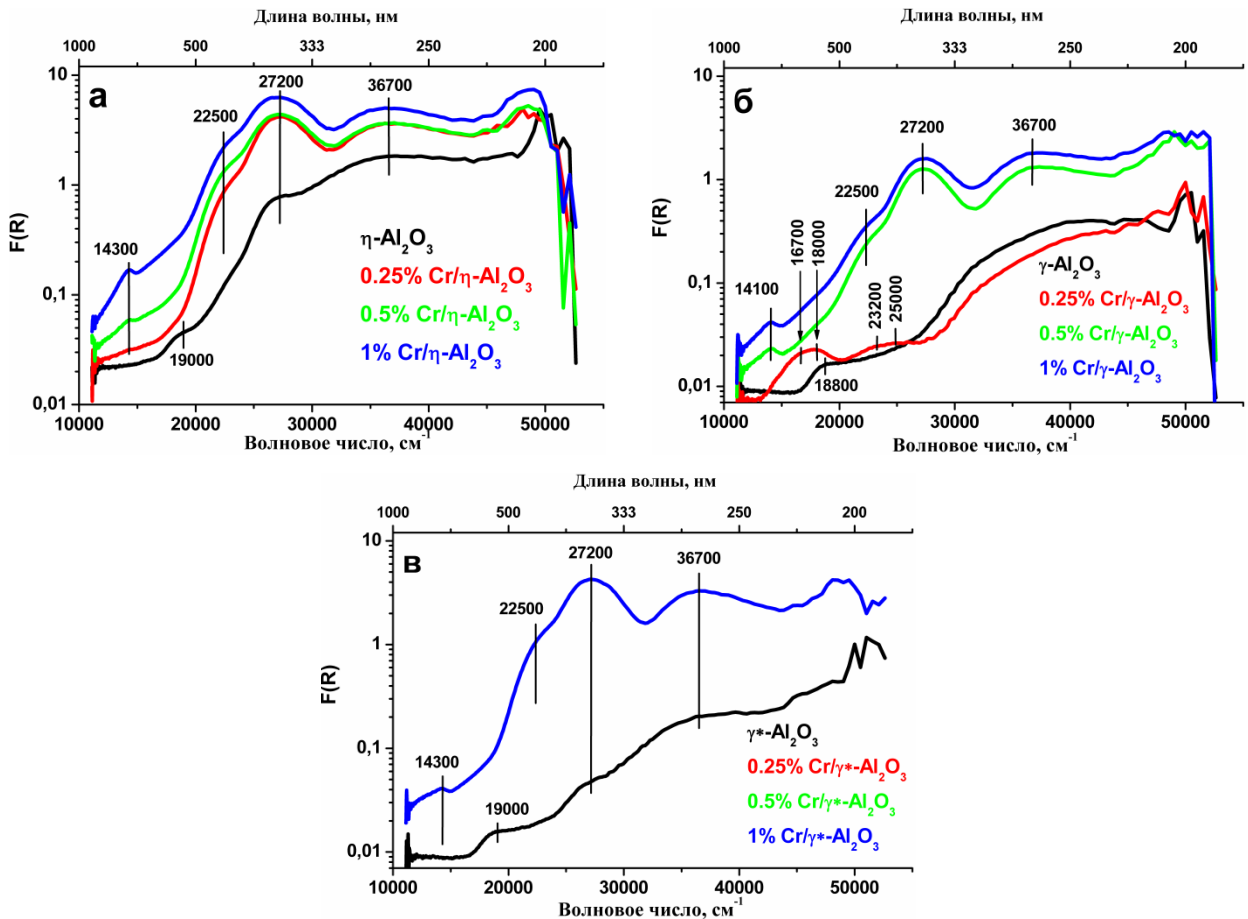 Длина волны, нм
1000 500 333 250 200
а
10
1
0,1
0,01
F(R)
14300
22500
27200
36700
19000
η-Al₂O₃
0.25% Cr/η-Al₂O₃
0.5% Cr/η-Al₂O₃
1% Cr/η-Al₂O₃
10000 20000 30000 40000 50000
Волновое число, см⁻¹
Длина волны, нм
1000 500 333 250 200
б
10
1
0,1
0,01
F(R)
14100
16700
18000
22500
27200
36700
23200
25000
18800
γ-Al₂O₃
0.25% Cr/γ-Al₂O₃
0.5% Cr/γ-Al₂O₃
1% Cr/γ-Al₂O₃
10000 20000 30000 40000 50000
Волновое число, см⁻¹
Длина волны, нм
1000 500 333 250 200
в
10
1
0,1
0,01
F(R)
14300
22500
27200
36700
19000
γ*-Al₂O₃
0.25% Cr/γ*-Al₂O₃
0.5% Cr/γ*-Al₂O₃
1% Cr/γ*-Al₂O₃
10000 20000 30000 40000 50000
Волновое число, см⁻¹